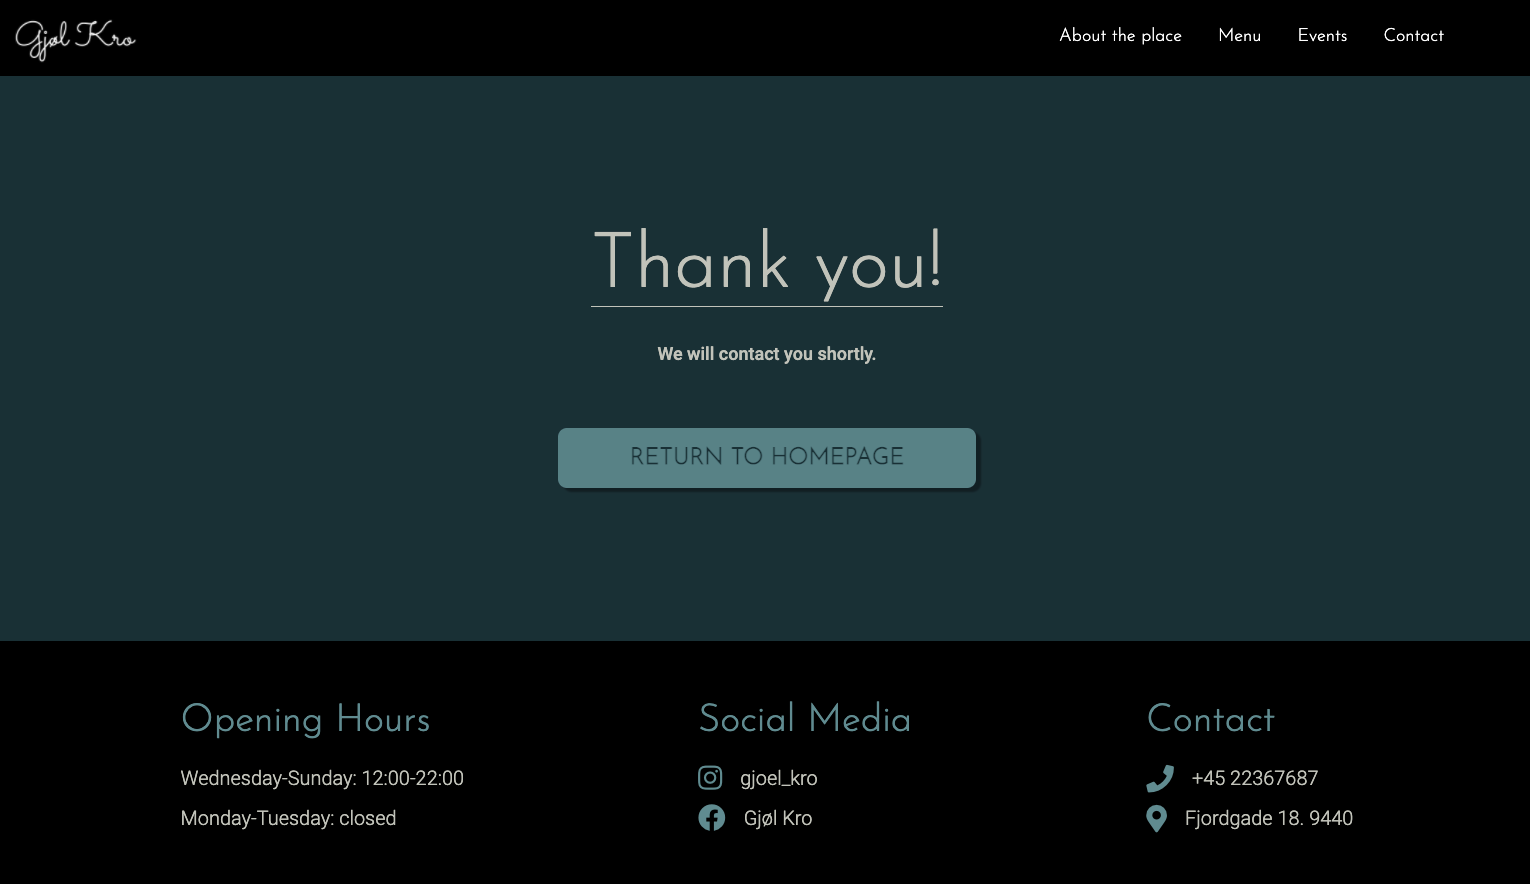 Gjøl Kro
About the place
Menu
Events
Contact
Thank you!
We will contact you shortly.
RETURN TO HOMEPAGE
Opening Hours
Wednesday-Sunday: 12:00-22:00
Monday-Tuesday: closed
Social Media
gjoel_kro
Gjøl Kro
Contact
+45 22367687
Fjordgade 18. 9440